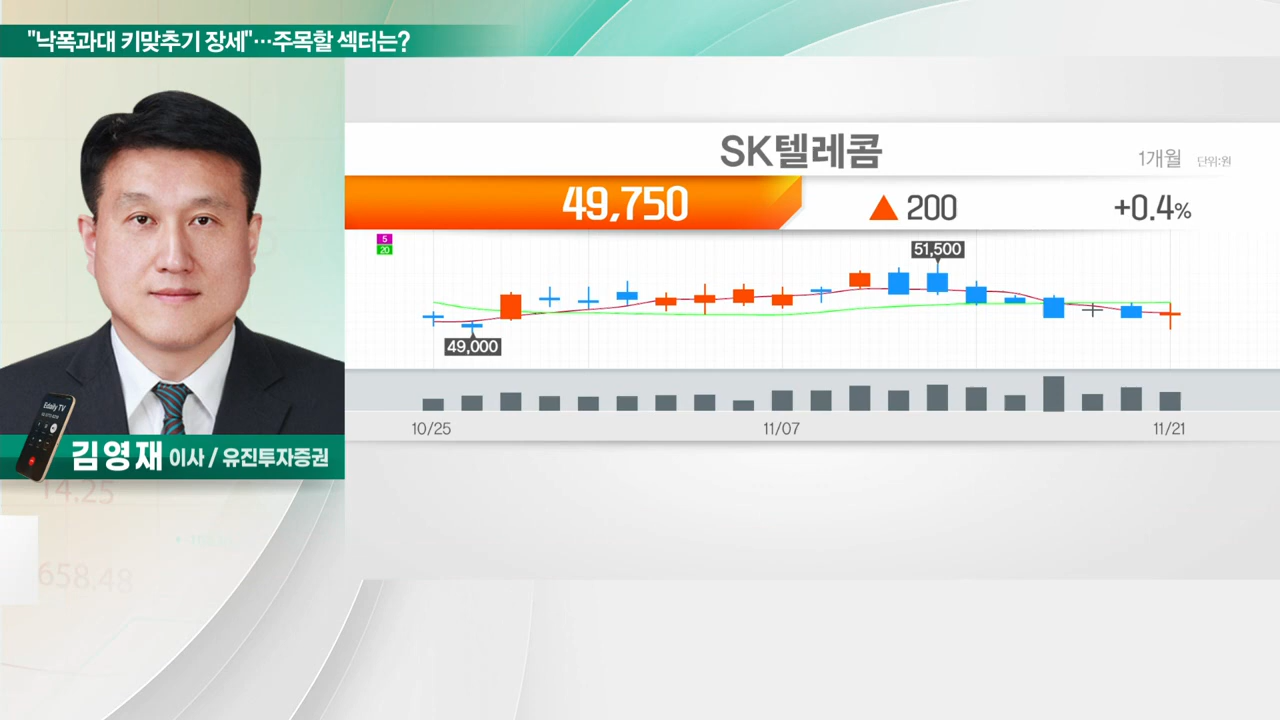 "낙폭과대 키맞추기 장세"…주목할 섹터는?
SK텔레콤
1개월 단위:원
49,750 ▲ 200 +0.4%
5
20
51,500
49,000
10/25 11/07 11/21
Edaily TV
김영재 이사 / 유진투자증권
14.25
658.48